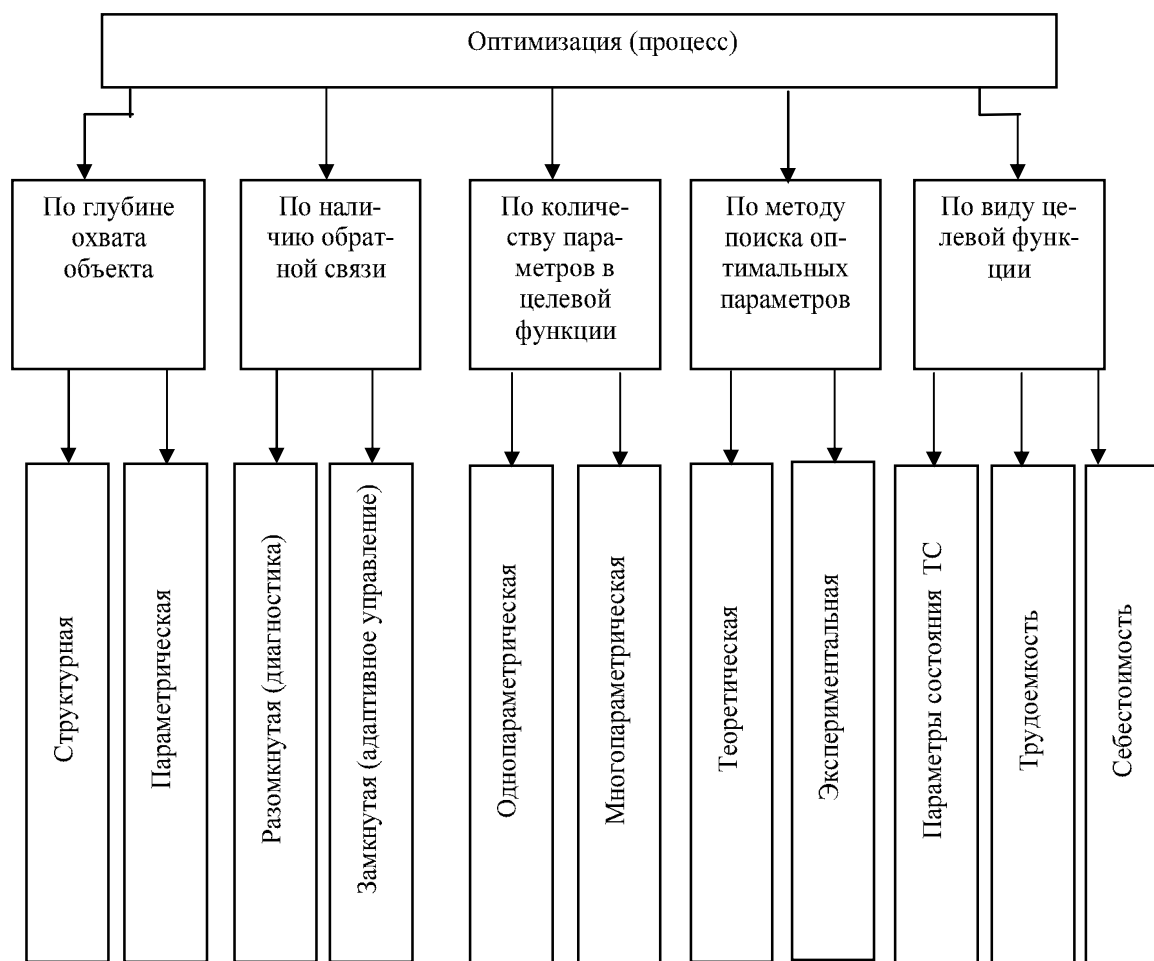 Оптимизация (процесс)
По глубине
охвата
объекта
По нали-
чию обрат-
ной связи
По количе-
ству пара-
метров в
целевой
функции
По методу
поиска оп-
тимальных
параметров
По виду це-
левой функ-
ции
Структурная
Параметрическая
Разомкнутая (диагностика)
Замкнутая (адаптивное управление)
Однопараметрическая
Многопараметрическая
Теоретическая
Экспериментальная
Параметры состояния ТС
Трудоемкость
Себестоимость